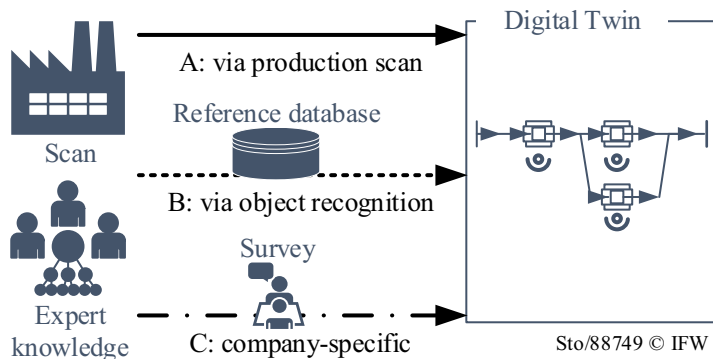 Digital Twin
A: via production scan
Reference database
Scan
B: via object recognition
Survey
Expert
knowledge
C: company-specific
Sto/88749 © IFW